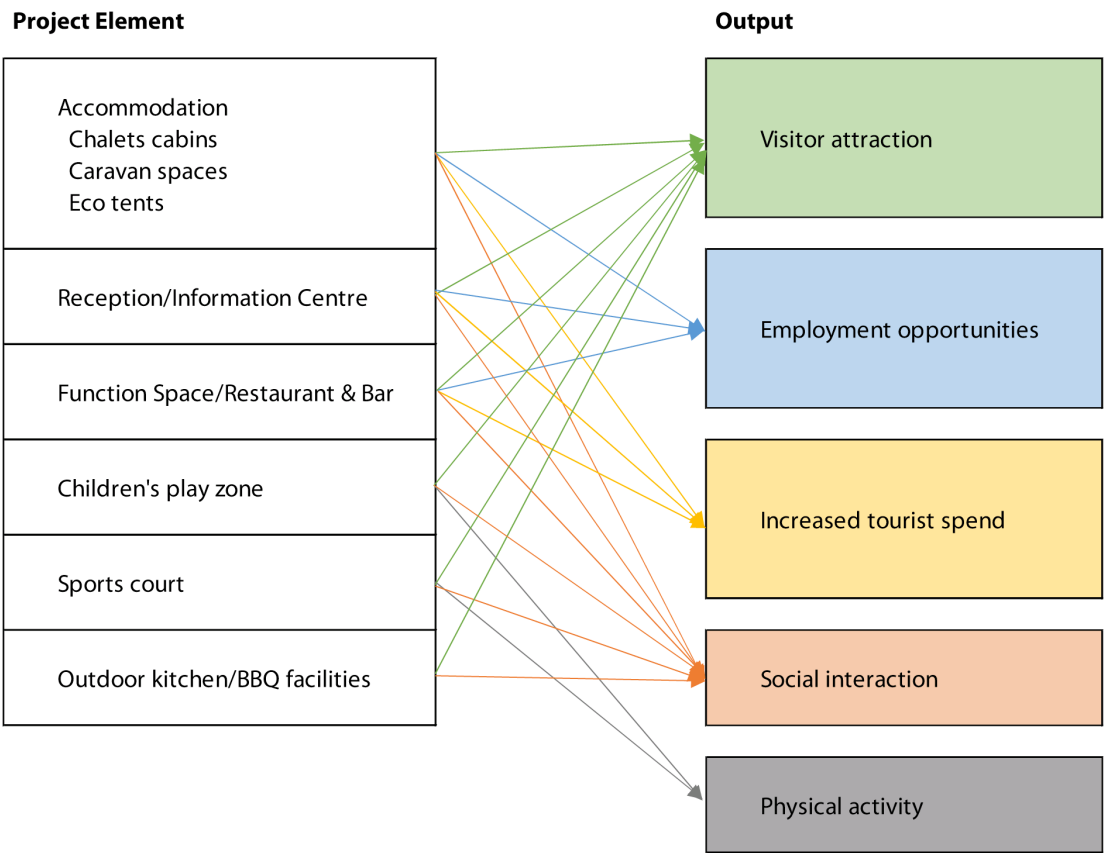 Project Element
Accommodation
Chalets cabins
Caravan spaces
Eco tents
Reception/Information Centre
Function Space/Restaurant & Bar
Children's play zone
Sports court
Outdoor kitchen/BBQ facilities
Output
Visitor attraction
Employment opportunities
Increased tourist spend
Social interaction
Physical activity